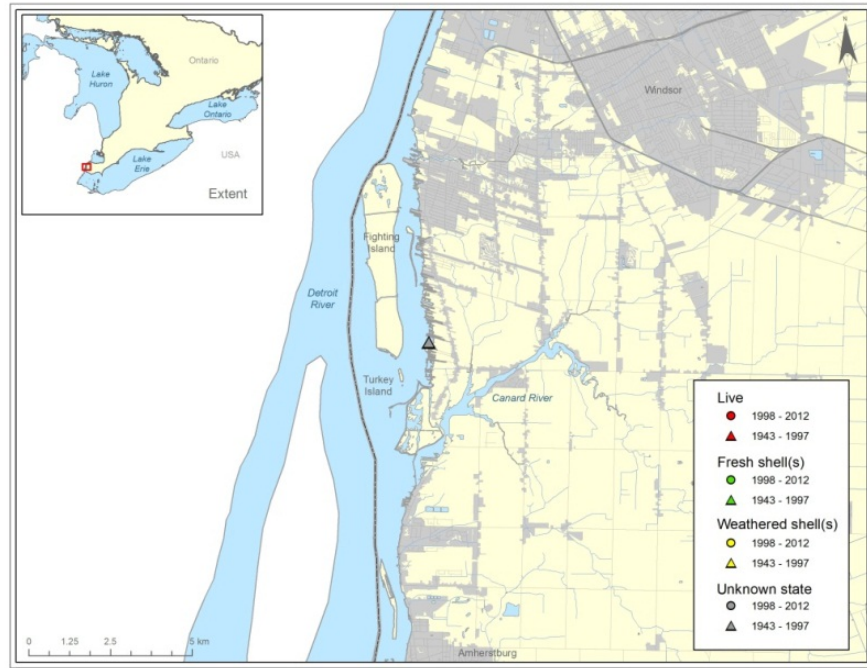 Lake
Huron
Ontario
Lake
Ontario
Lake
Erie
USA
Extent
N
Windsor
Fighting
Island
Detroit
River
Turkey
Island
Canard River
Live
1998 - 2012
1943 - 1997
Fresh shell(s)
1998 - 2012
1943 - 1997
Weathered shell(s)
1998 - 2012
1943 - 1997
Unknown state
1998 - 2012
1943 - 1997
0 1.25 2.5 5 km
Amherstburg